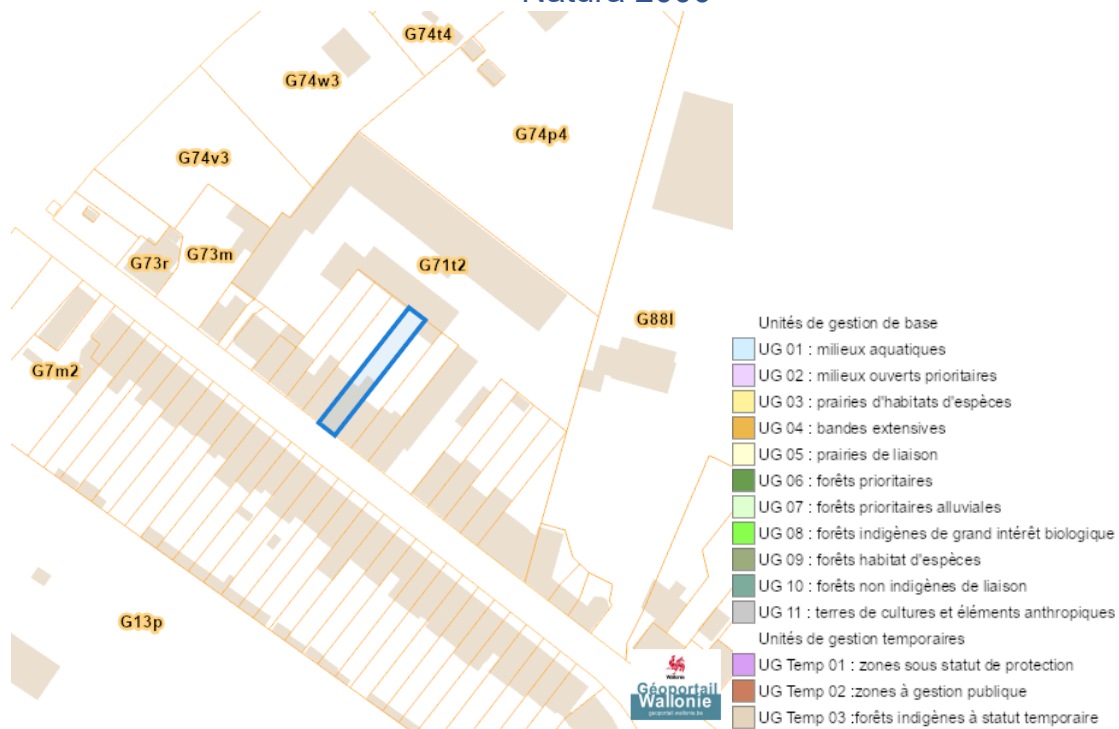 Natura 2000
G74t4
G74w3
G74p4
G74v3
G73r
G73m
G71t2
G88l
G7m2
G13p
Unités de gestion de base
UG 01 : milieux aquatiques
UG 02 : milieux ouverts prioritaires
UG 03 : prairies d'habitats d'espèces
UG 04 : bandes extensives
UG 05 : prairies de liaison
UG 06 : forêts prioritaires
UG 07 : forêts prioritaires alluviales
UG 08 : forêts indigènes de grand intérêt biologique
UG 09 : forêts habitat d'espèces
UG 10 : forêts non indigènes de liaison
UG 11 : terres de cultures et éléments anthropiques
Unités de gestion temporaires
UG Temp 01 : zones sous statut de protection
UG Temp 02 :zones à gestion publique
UG Temp 03 :forêts indigènes à statut temporaire
Wallonie
Géoportail
Wallonie
geoportail.wallonie.be